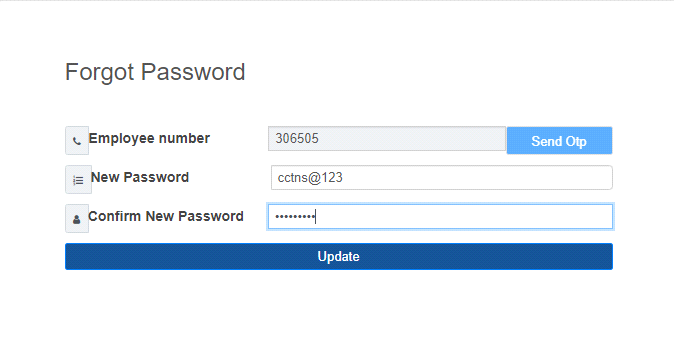 Forgot Password
Employee number 306505 Send Otp
New Password cctns@123
Confirm New Password •••••••••
Update